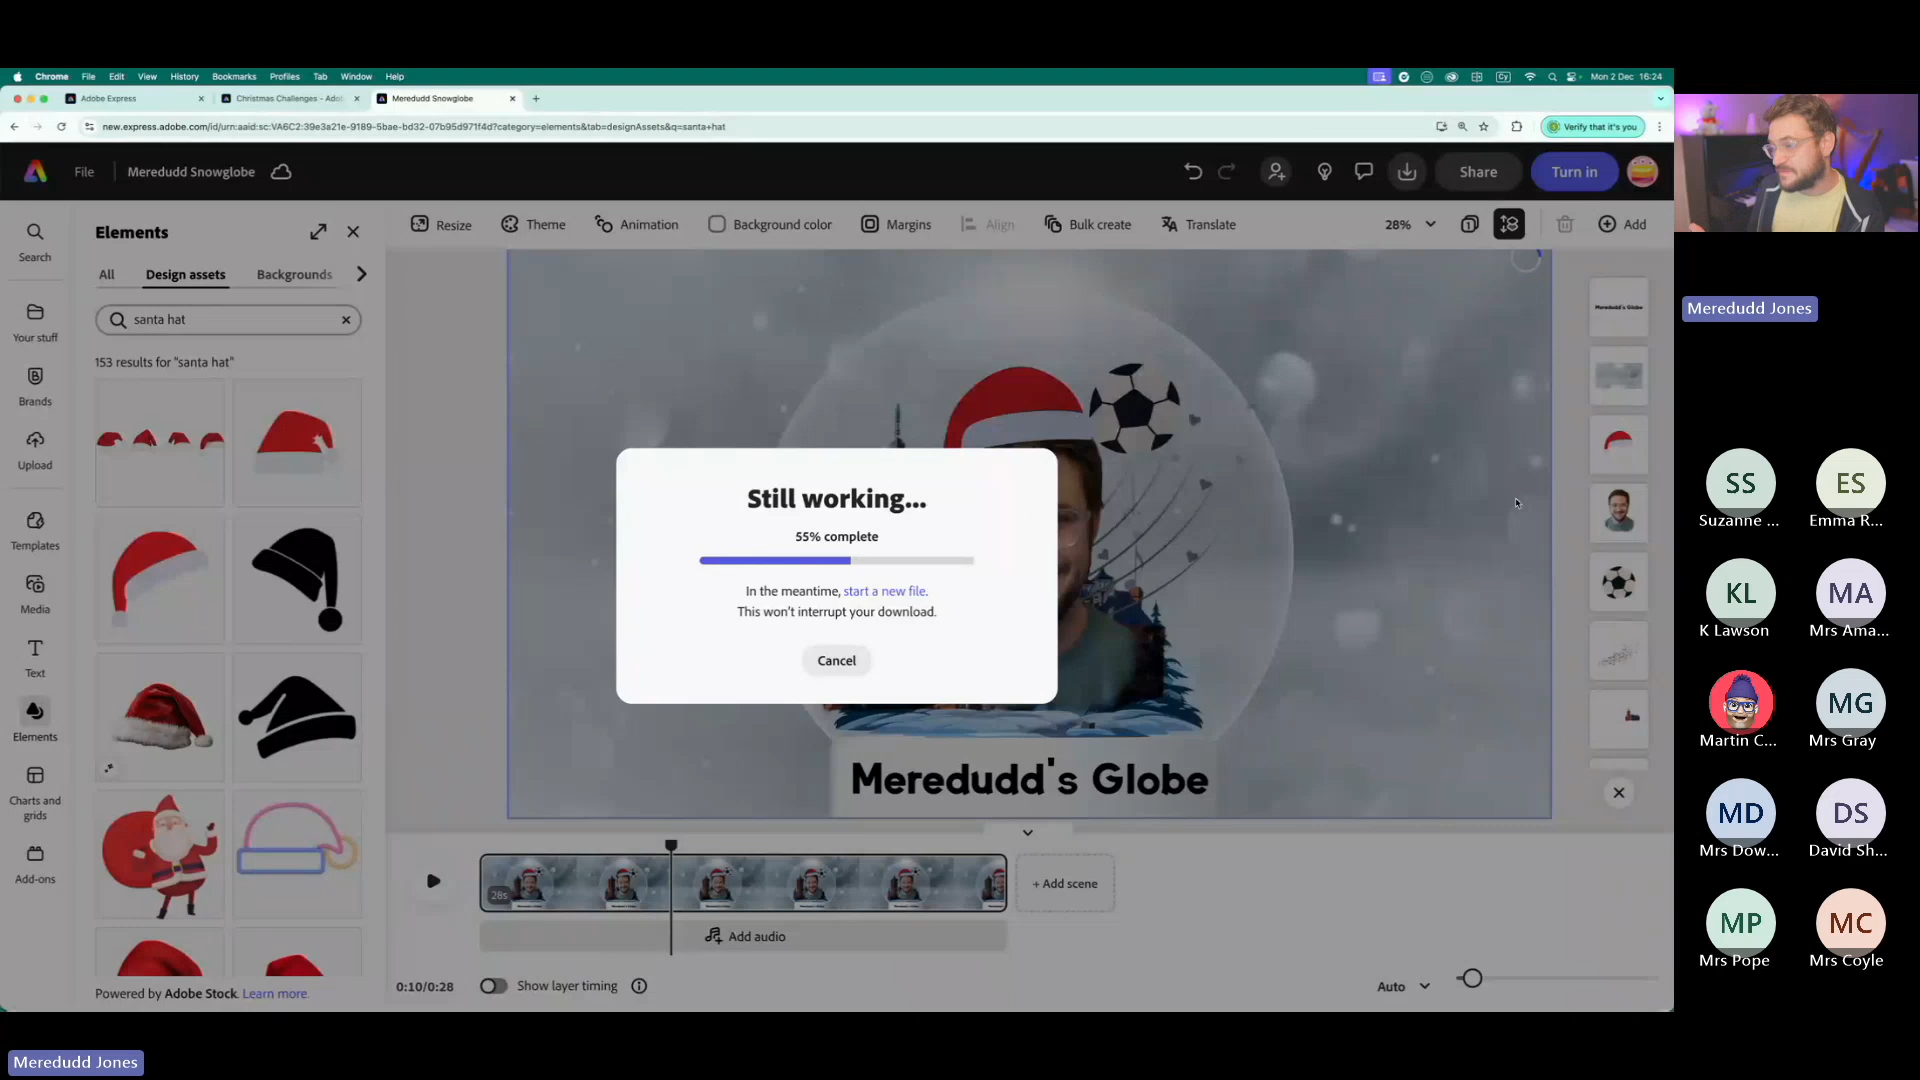 Chrome File Edit View History Bookmarks Profiles Tab Window Help
Cy
Mon 2 Dec 16:24
Adobe Express
Christmas Challenges - Ado
Meredudd Snowglobe
new.express.adobe.com/id/urn:aaid:sc:VA6C2:39e3a21e-9189-5bae-bd32-07b95d971f4d?category=elements&tab=designAssets&q=santa+hat
Verify that it's you
File
Meredudd Snowglobe
Share
Turn in
Search
Your stuff
Brands
Upload
Templates
Media
Text
Elements
Charts and
grids
Add-ons
Elements
All Design assets Backgrounds
santa hat
153 results for "santa hat"
Powered by Adobe Stock. Learn more.
Resize
Theme
Animation
Background color
Margins
Align
Bulk create
Translate
28%
1
Add
Still working...
55% complete
In the meantime, start a new file.
This won't interrupt your download.
Cancel
Meredudd's Globe
Meredudd's Globe
28s
+ Add scene
Add audio
0:10/0:28
Show layer timing
Auto
Meredudd Jones
SS
Suzanne ...
ES
Emma R...
KL
K Lawson
MA
Mrs Ama...
Martin C...
MG
Mrs Gray
MD
Mrs Dow...
DS
David Sh...
MP
Mrs Pope
MC
Mrs Coyle
Meredudd Jones